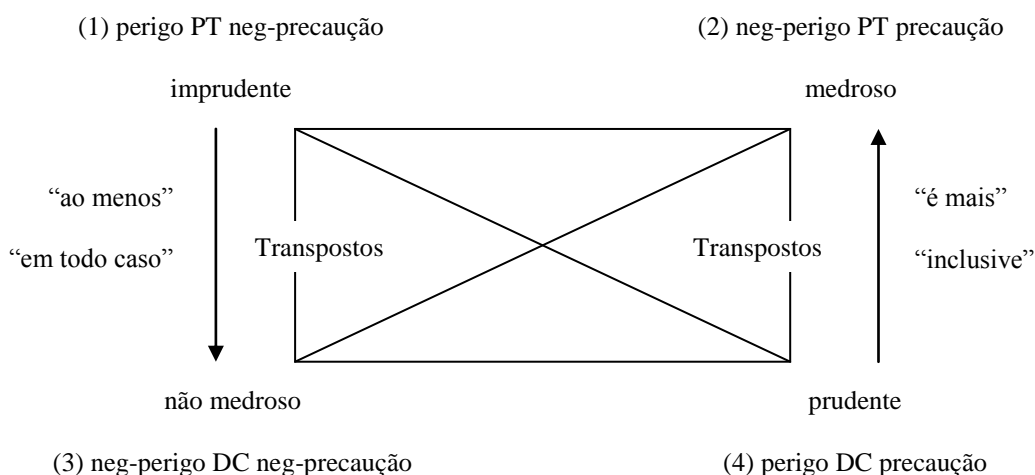 (1) perigo PT neg-precaução (2) neg-perigo PT precaução
imprudente medroso
“ao menos” “é mais”
“em todo caso” Transpostos Transpostos “inclusive”
não medroso prudente
(3) neg-perigo DC neg-precaução (4) perigo DC precaução